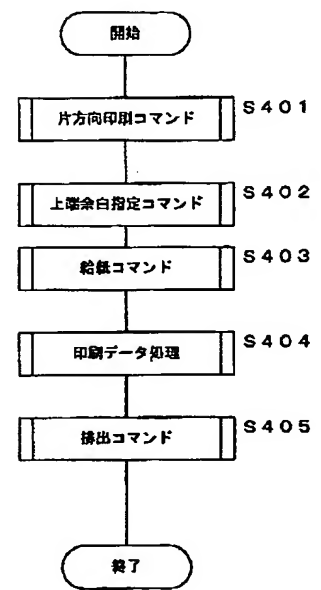 開始
片方向印刷コマンド S401
上端余白指定コマンド S402
給紙コマンド S403
印刷データ処理 S404
排出コマンド S405
終了